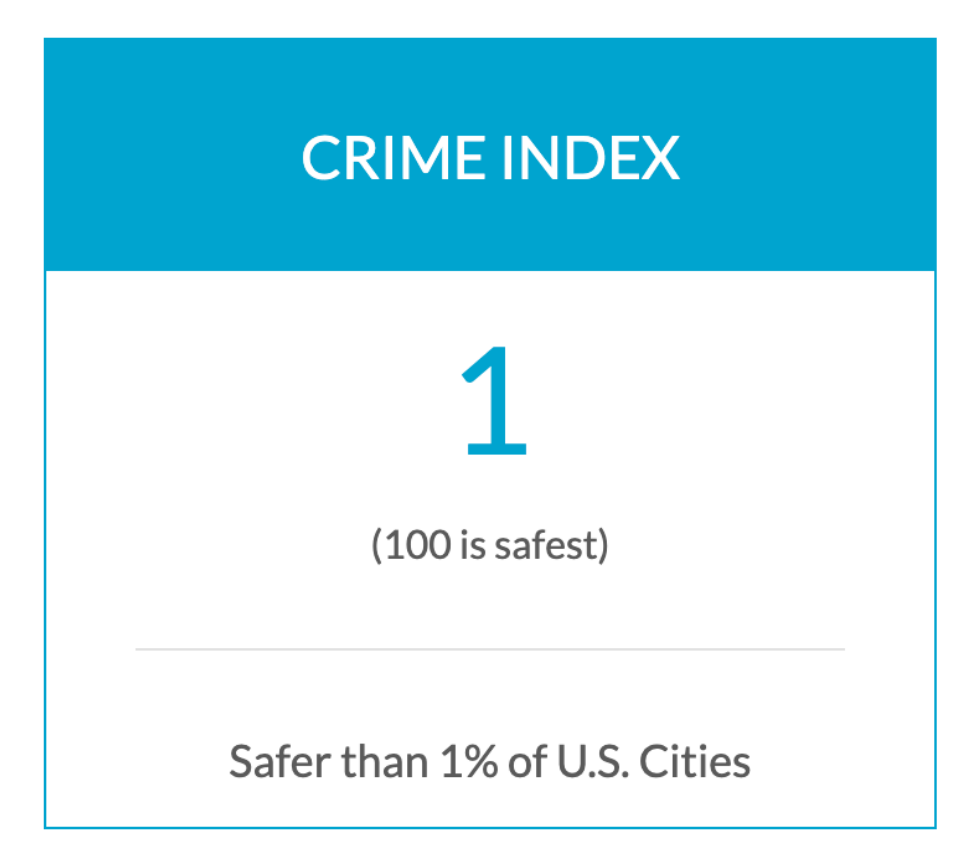 CRIME INDEX
1
(100 is safest)
Safer than 1% of U.S. Cities